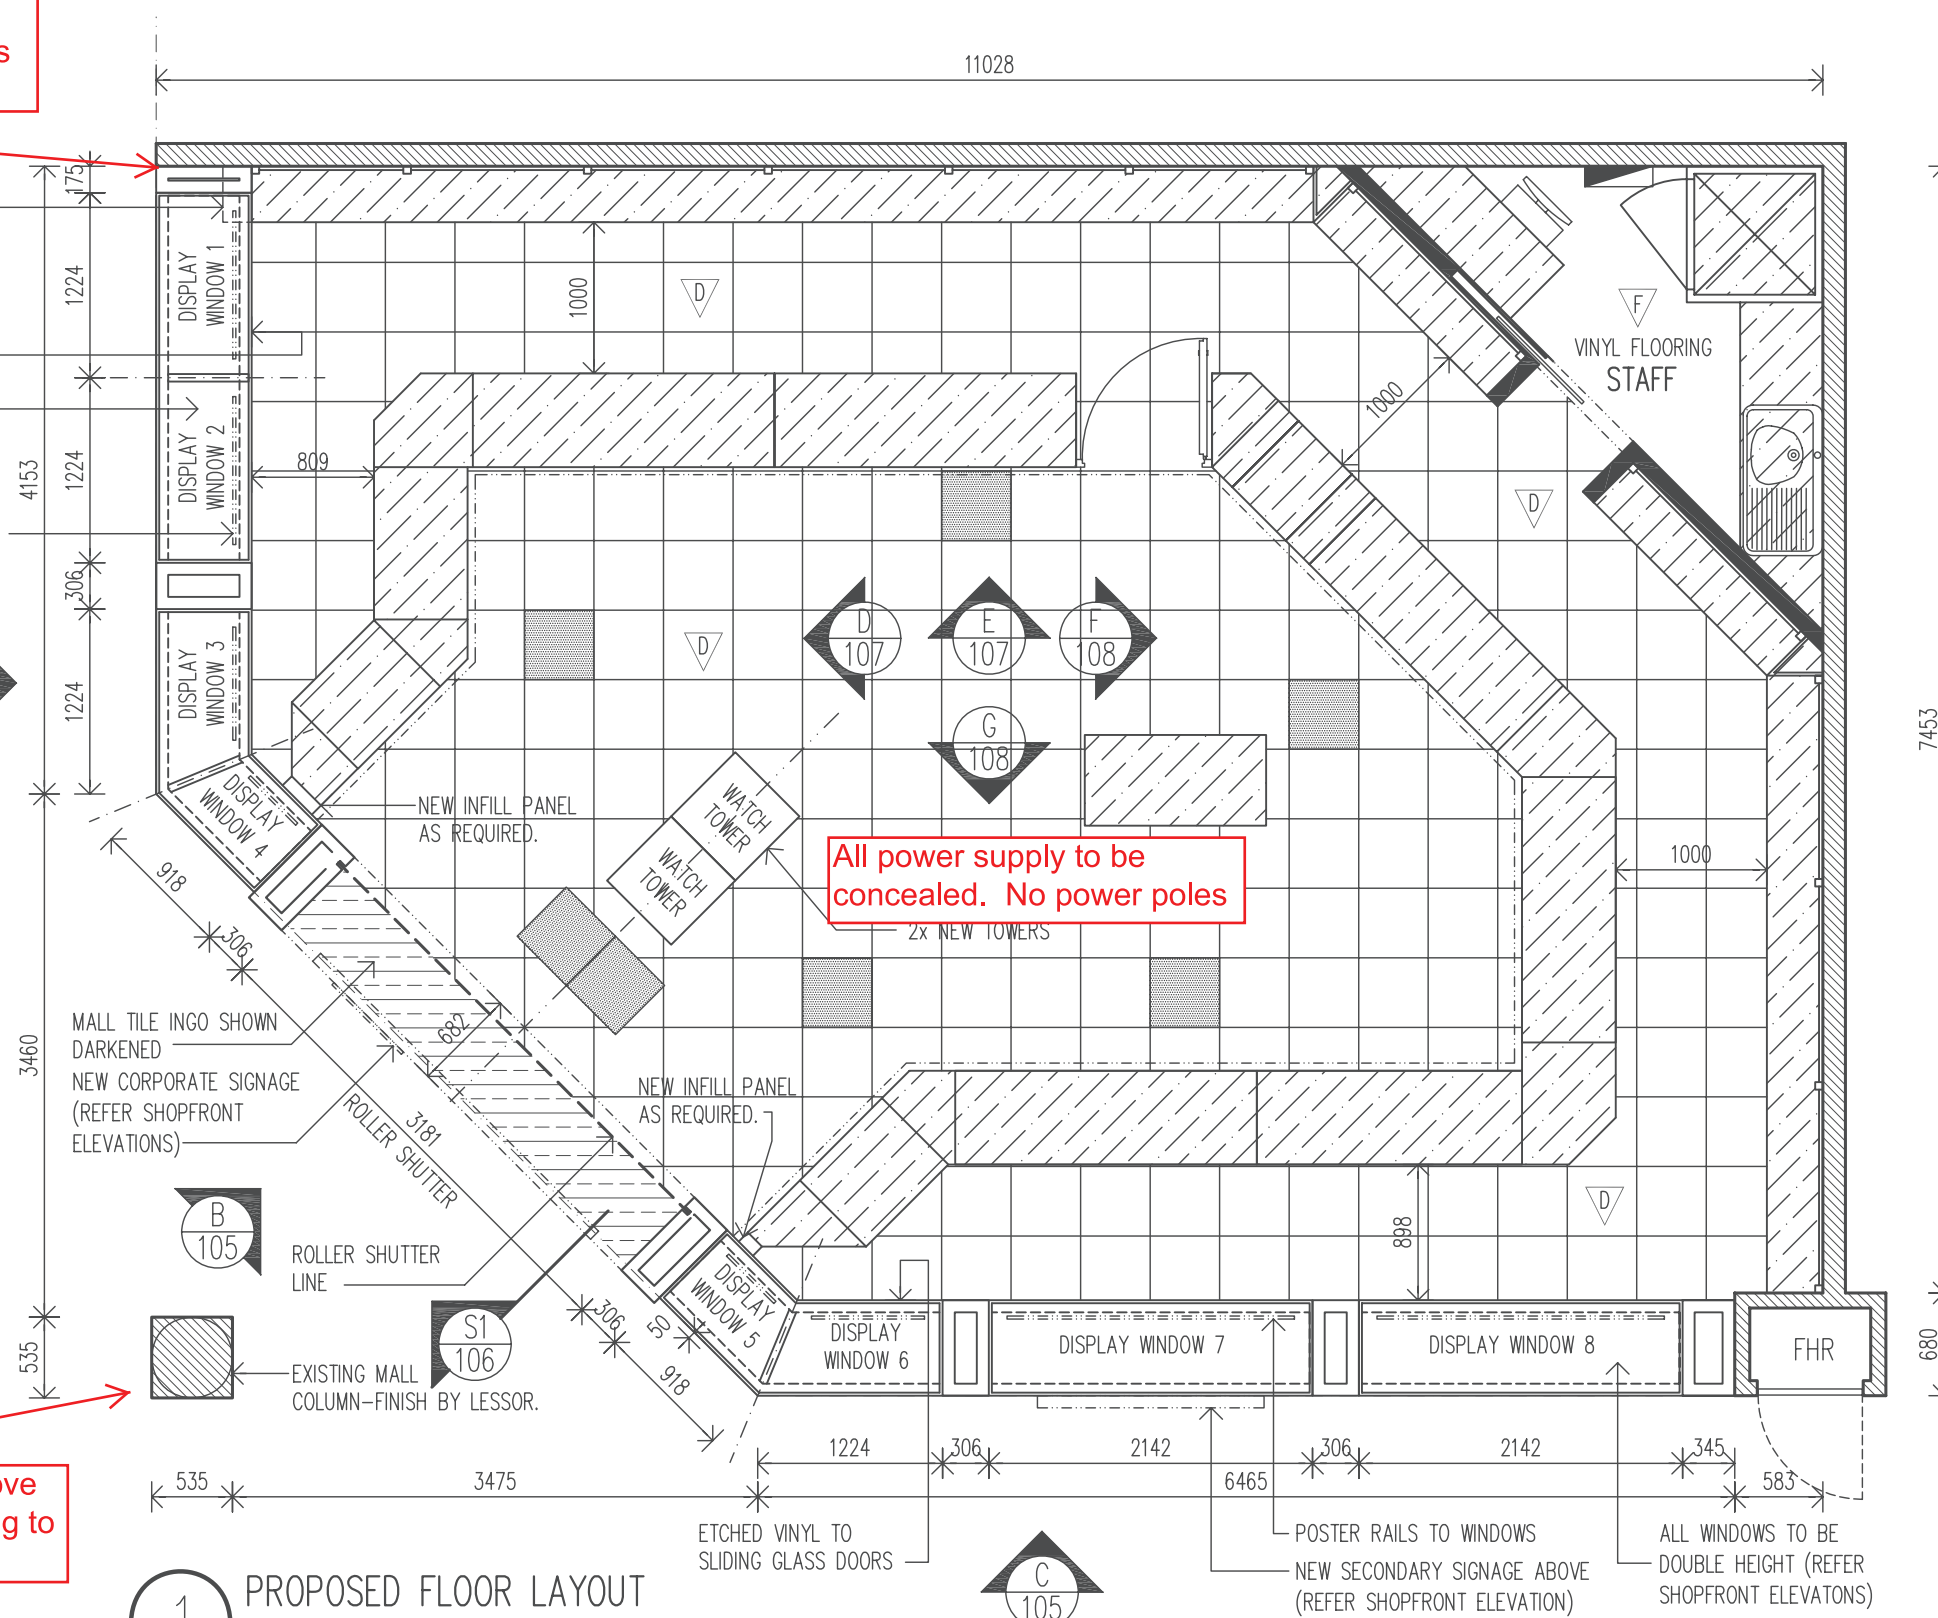 s
11028
175
1224
1224
306
1224
4153
3460
535
DISPLAY
WINDOW 1
DISPLAY
WINDOW 2
DISPLAY
WINDOW 3
DISPLAY
WINDOW 4
1000
D
809
F
VINYL FLOORING
STAFF
1000
D
D
D
107
E
107
F
108
G
108
7453
NEW INFILL PANEL
AS REQUIRED.
WATCH
TOWER
WATCH
TOWER
All power supply to be
concealed. No power poles
2x NEW TOWERS
1000
918
306
MALL TILE INGO SHOWN
DARKENED
NEW CORPORATE SIGNAGE
(REFER SHOPFRONT
ELEVATIONS)
682
3181
ROLLER SHUTTER
NEW INFILL PANEL
AS REQUIRED.
B
105
ROLLER SHUTTER
LINE
S1
106
306
50
918
D
898
DISPLAY
WINDOW 5
DISPLAY
WINDOW 6
DISPLAY WINDOW 7
DISPLAY WINDOW 8
FHR
680
EXISTING MALL
COLUMN-FINISH BY LESSOR.
1224
306
2142
306
2142
345
535
3475
6465
583
ove
g to
ETCHED VINYL TO
SLIDING GLASS DOORS
POSTER RAILS TO WINDOWS
NEW SECONDARY SIGNAGE ABOVE
(REFER SHOPFRONT ELEVATION)
ALL WINDOWS TO BE
DOUBLE HEIGHT (REFER
SHOPFRONT ELEVATONS)
C
105
1
PROPOSED FLOOR LAYOUT